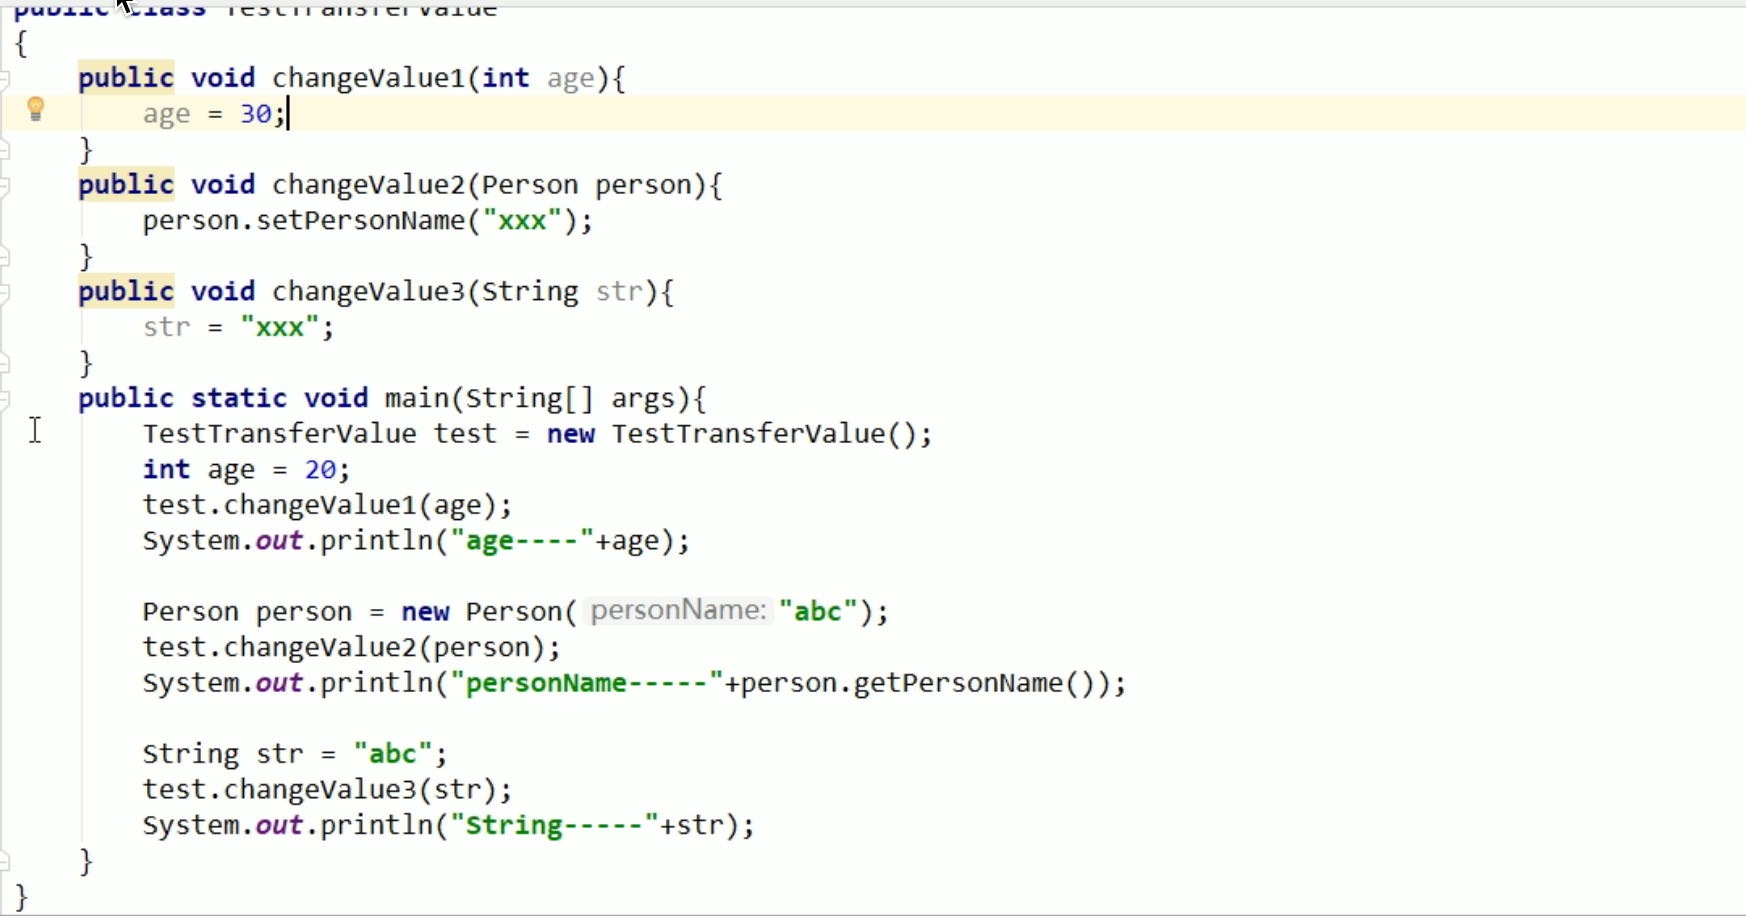 public class TestTransferValue
{
    public void changeValue1(int age){
        age = 30;
    }
    public void changeValue2(Person person){
        person.setPersonName("xxx");
    }
    public void changeValue3(String str){
        str = "xxx";
    }
    public static void main(String[] args){
        TestTransferValue test = new TestTransferValue();
        int age = 20;
        test.changeValue1(age);
        System.out.println("age----"+age);

        Person person = new Person( personName: "abc");
        test.changeValue2(person);
        System.out.println("personName-----"+person.getPersonName());

        String str = "abc";
        test.changeValue3(str);
        System.out.println("String-----"+str);
    }
}